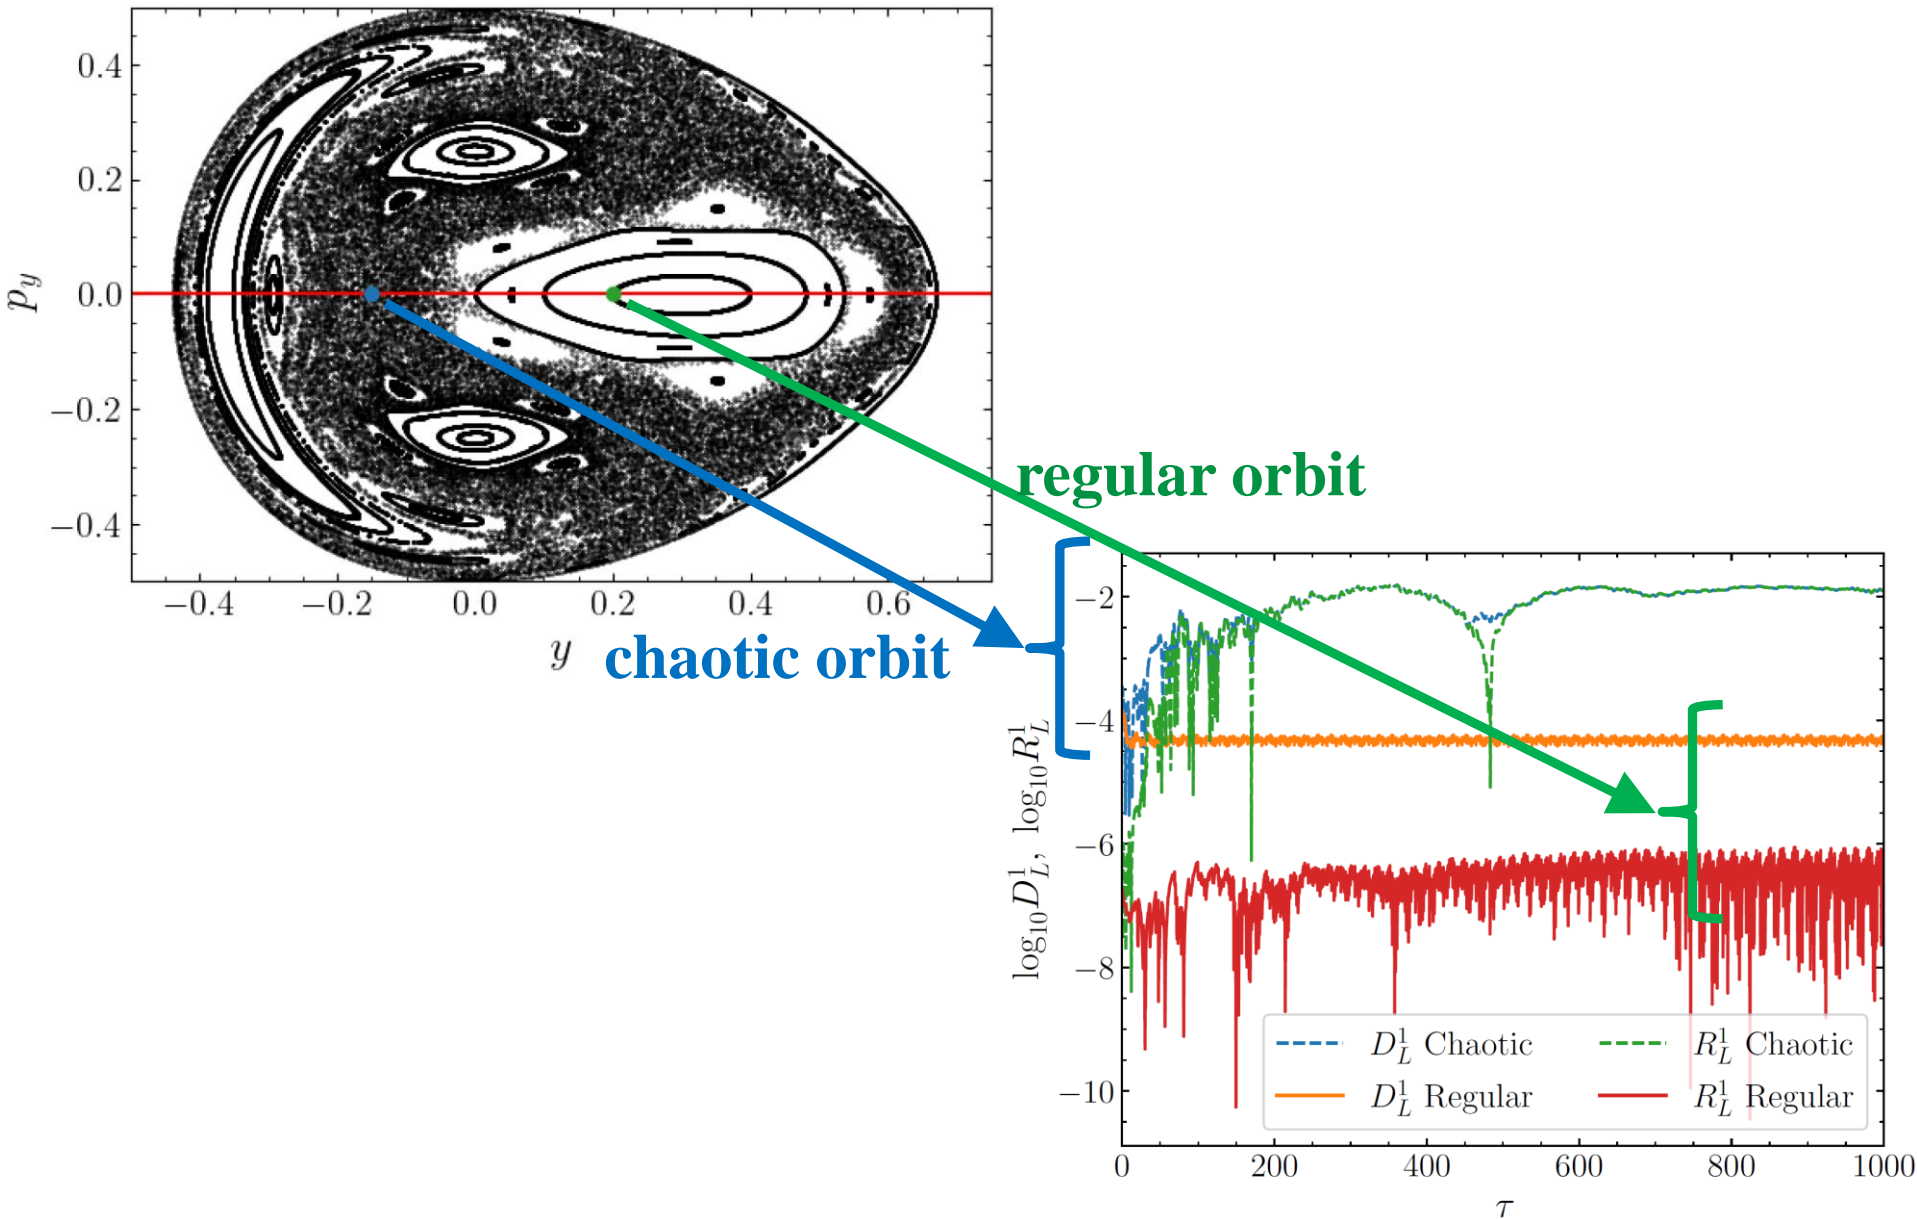 0.4
0.2
0.0
−0.2
−0.4
p_y
−0.4 −0.2 0.0 0.2 0.4 0.6
y
chaotic orbit
regular orbit
−2
−4
−6
−8
−10
log₁₀D¹_L, log₁₀R¹_L
D¹_L Chaotic R¹_L Chaotic
D¹_L Regular R¹_L Regular
0 200 400 600 800 1000
τ